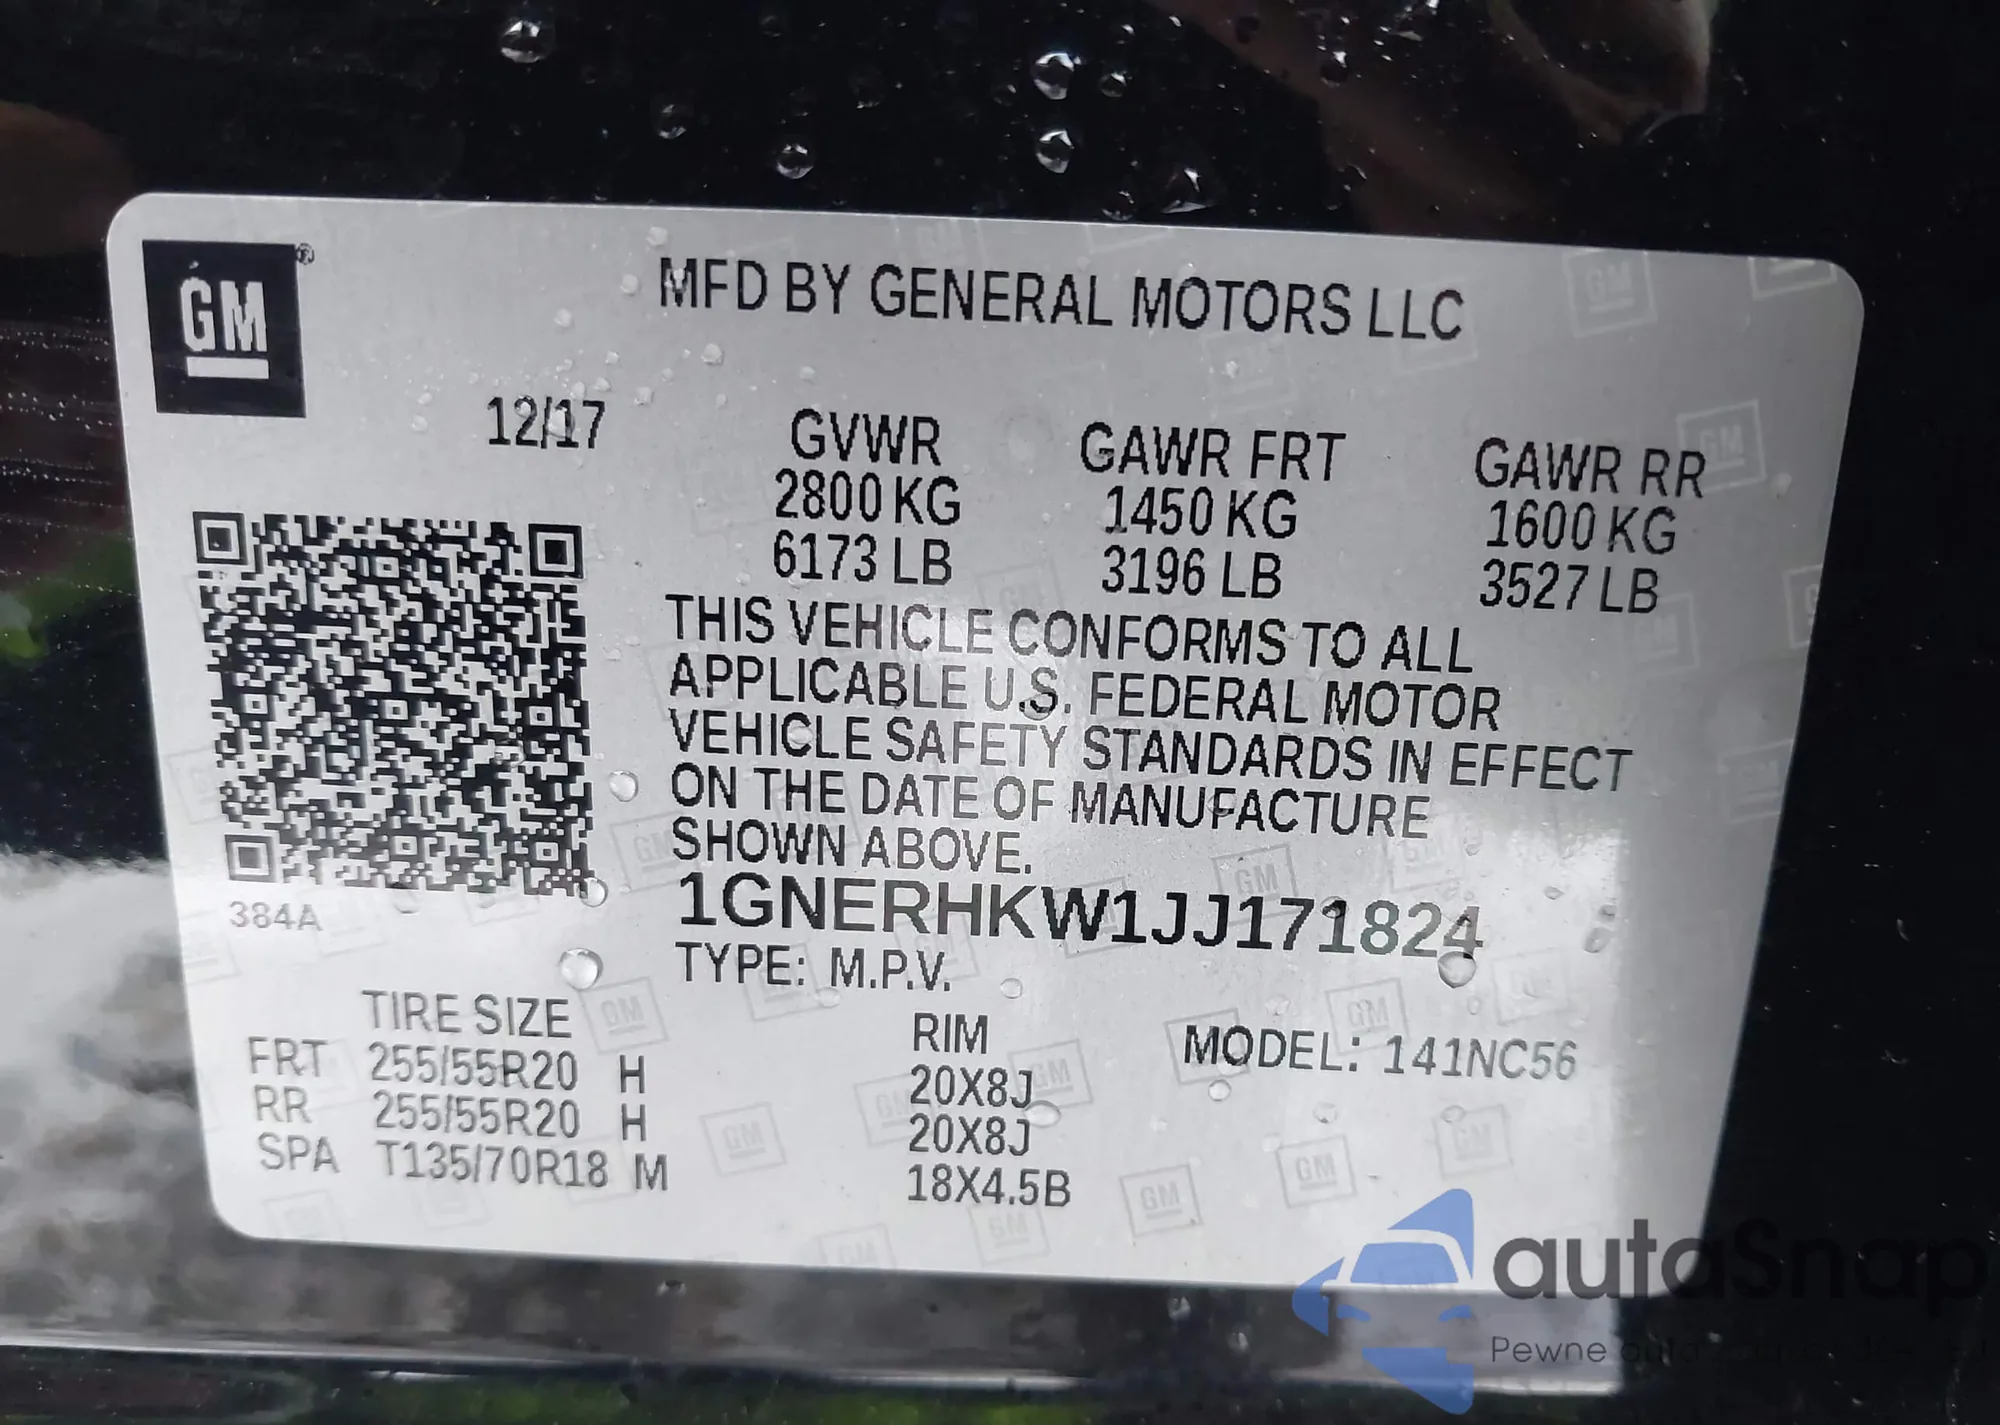 GM ®
MFD BY GENERAL MOTORS LLC
12/17
GVWR GAWR FRT GAWR RR
2800 KG 1450 KG 1600 KG
6173 LB 3196 LB 3527 LB
THIS VEHICLE CONFORMS TO ALL
APPLICABLE U.S. FEDERAL MOTOR
VEHICLE SAFETY STANDARDS IN EFFECT
ON THE DATE OF MANUFACTURE
SHOWN ABOVE.
384A
1GNERHKW1JJ171824
TYPE: M.P.V.
TIRE SIZE RIM MODEL: 141NC56
FRT 255/55R20 H 20X8J
RR 255/55R20 H 20X8J
SPA T135/70R18 M 18X4.5B
autaSnap
Pewne auta